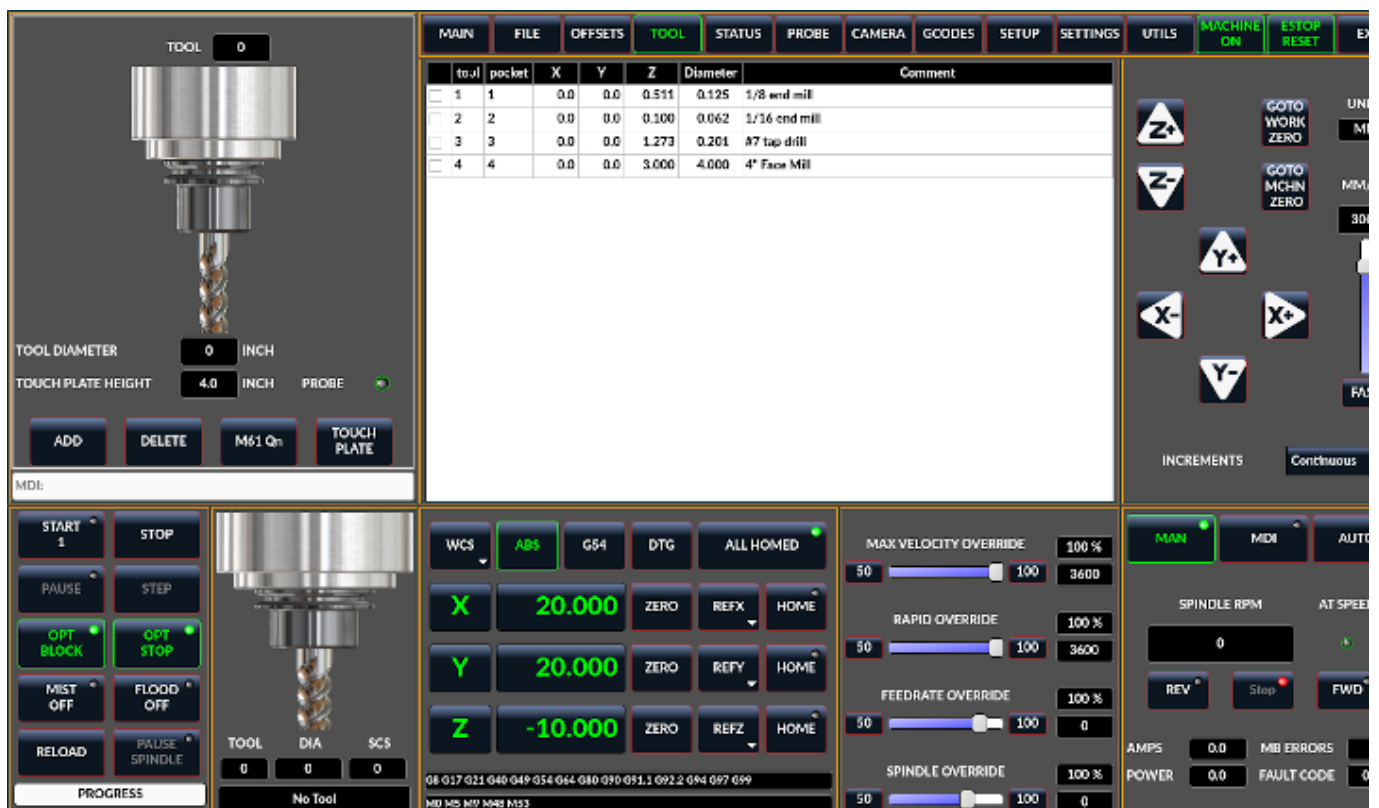 TOOL 0
TOOL DIAMETER 0 INCH
TOUCH PLATE HEIGHT 4.0 INCH PROBE
ADD DELETE M61 Qn TOUCH PLATE
MDI:
MAIN FILE OFFSETS TOOL STATUS PROBE CAMERA GCODES SETUP SETTINGS UTILS MACHINE ON ESTOP RESET
tool pocket X Y Z Diameter Comment
1 1 0.0 0.0 0.511 0.125 1/8 end mill
2 2 0.0 0.0 0.100 0.062 1/16 end mill
3 3 0.0 0.0 1.273 0.201 #7 tap drill
4 4 0.0 0.0 3.000 4.000 4" Face Mill
Z+ GOTO WORK ZERO
Z- GOTO MCHN ZERO
Y+
X- X+
Y-
INCREMENTS Continuous
START 1 STOP
PAUSE STEP
OPT BLOCK OPT STOP
MIST OFF FLOOD OFF
RELOAD PAUSE SPINDLE
PROGRESS
TOOL DIA SCS
0 0 0
No Tool
WCS ABS G54 DTG ALL HOMED
X 20.000 ZERO REFX HOME
Y 20.000 ZERO REFY HOME
Z -10.000 ZERO REFZ HOME
G8 G17 G21 G40 G49 G54 G64 G80 G90 G91.1 G92.2 G94 G97 G99
M0 M5 M9 M48 M53
MAX VELOCITY OVERRIDE 100 %
50 100 3600
RAPID OVERRIDE 100 %
50 100 3600
FEEDRATE OVERRIDE 100 %
50 100 0
SPINDLE OVERRIDE 100 %
50 100 0
MAN MDI AUTO
SPINDLE RPM AT SPEED
0
REV Stop FWD
AMPS 0.0 MB ERRORS
POWER 0.0 FAULT CODE